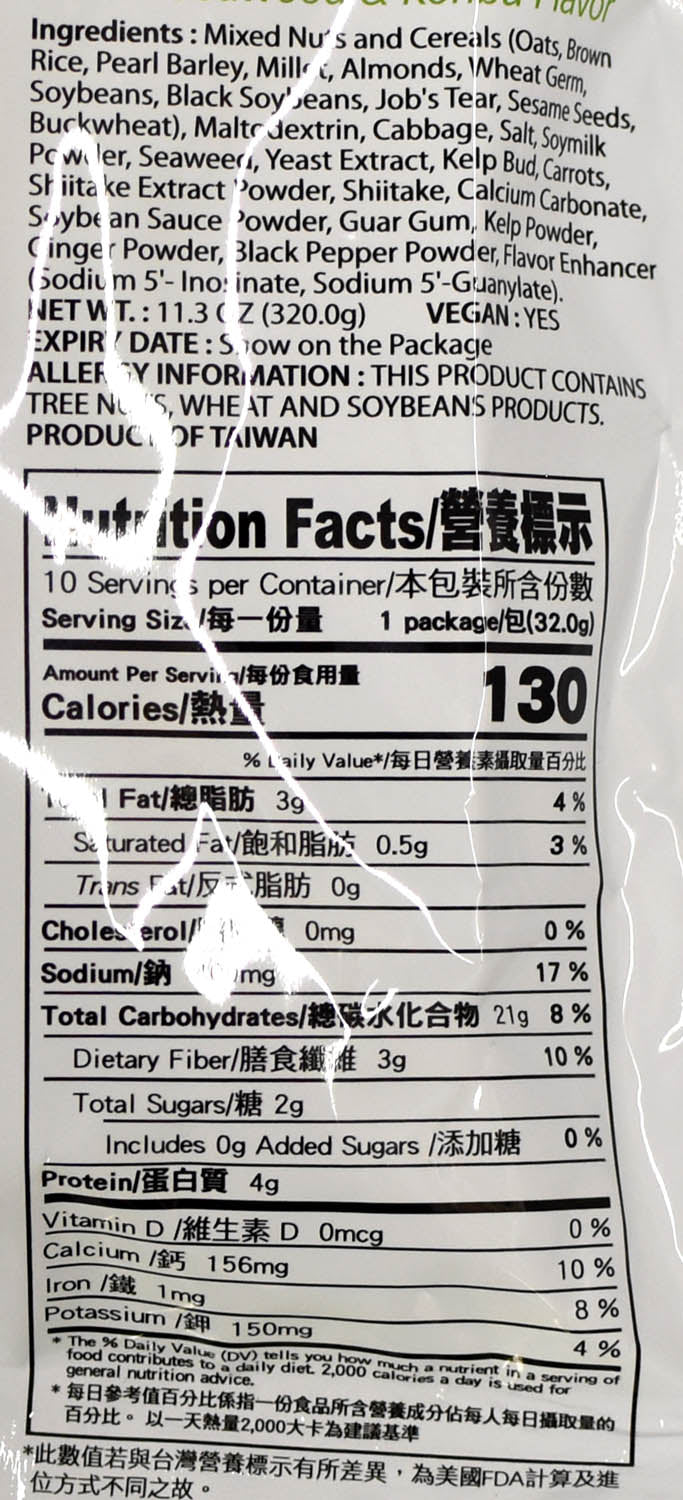 & Flavor
Ingredients : Mixed Nuts and Cereals (Oats, Brown
Rice, Pearl Barley, Millet, Almonds, Wheat Germ,
Soybeans, Black Soybeans, Job's Tear, Sesame Seeds,
Buckwheat), Maltodextrin, Cabbage, Salt, Soymilk
Powder, Seaweed, Yeast Extract, Kelp Bud, Carrots,
Shiitake Extract Powder, Shiitake, Calcium Carbonate,
Soybean Sauce Powder, Guar Gum, Kelp Powder,
Ginger Powder, Black Pepper Powder, Flavor Enhancer
(Sodium 5'- Inosinate, Sodium 5'-Guanylate).
NET WT. : 11.3 OZ (320.0g) VEGAN : YES
EXPIRY DATE : Show on the Package
ALLERGY INFORMATION : THIS PRODUCT CONTAINS
TREE NUTS, WHEAT AND SOYBEANS PRODUCTS.
PRODUCT OF TAIWAN
Nutrition Facts/營養標示
10 Servings per Container/本包裝所含份數
Serving Size/每一份量 1 package/包(32.0g)
Amount Per Serving/每份食用量
Calories/熱量 130
% Daily Value*/每日營養素攝取量百分比
Total Fat/總脂肪 3g 4 %
Saturated Fat/飽和脂肪 0.5g 3 %
Trans Fat/反式脂肪 0g
Cholesterol/ 0mg 0 %
Sodium/鈉 mg 17 %
Total Carbohydrates/總碳水化合物 21g 8 %
Dietary Fiber/膳食纖維 3g 10 %
Total Sugars/糖 2g
Includes 0g Added Sugars /添加糖 0 %
Protein/蛋白質 4g
Vitamin D /維生素 D 0mcg 0 %
Calcium /鈣 156mg 10 %
Iron /鐵 1mg 8 %
Potassium /鉀 150mg 4 %
* The % Daily Value (DV) tells you how much a nutrient in a serving of
food contributes to a daily diet. 2,000 calories a day is used for
general nutrition advice.
* 每日參考值百分比係指一份食品所含營養成分佔每人每日攝取量的
百分比。 以一天熱量2,000大卡為建議基準
*此數值若與台灣營養標示有所差異，為美國FDA計算及進
位方式不同之故。